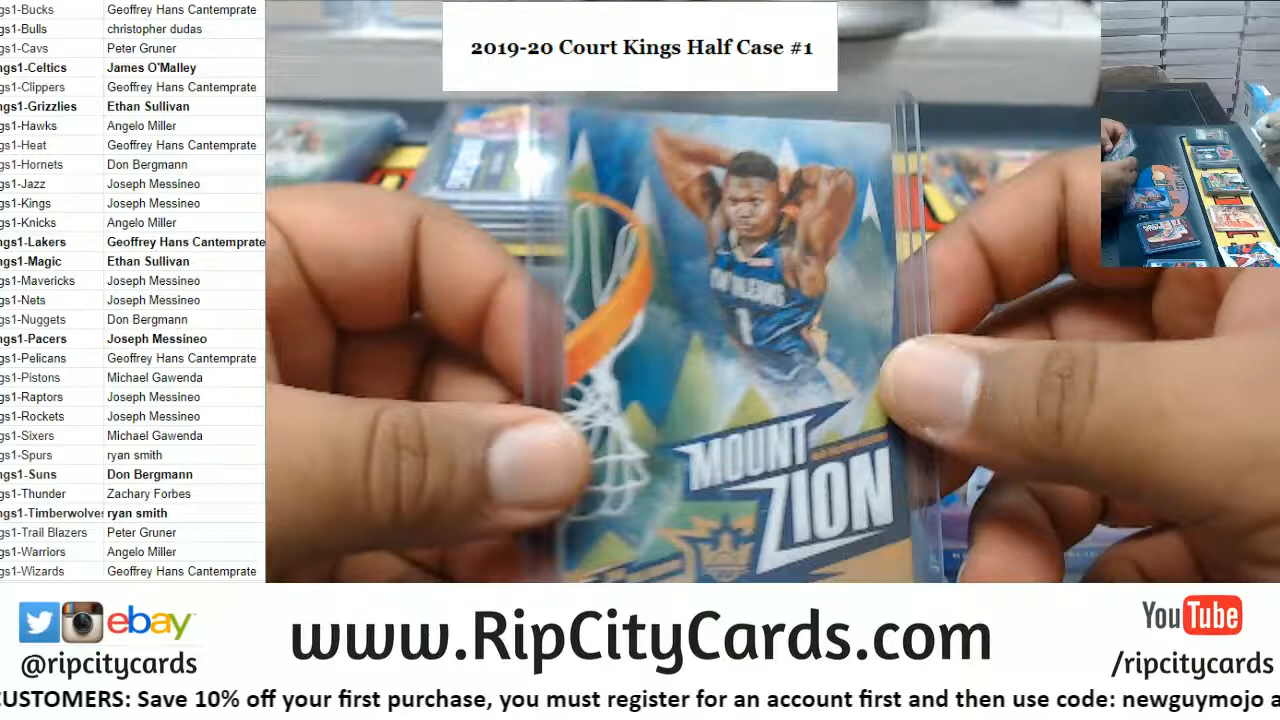 2019-20 Court Kings Half Case #1
gs1-Bucks Geoffrey Hans Cantemprate
gs1-Bulls christopher dudas
gs1-Cavs Peter Gruner
ngs1-Celtics James O'Malley
gs1-Clippers Geoffrey Hans Cantemprate
ngs1-Grizzlies Ethan Sullivan
gs1-Hawks Angelo Miller
gs1-Heat Geoffrey Hans Cantemprate
gs1-Hornets Don Bergmann
gs1-Jazz Joseph Messineo
gs1-Kings Joseph Messineo
gs1-Knicks Angelo Miller
ngs1-Lakers Geoffrey Hans Cantemprate
ngs1-Magic Ethan Sullivan
gs1-Mavericks Joseph Messineo
gs1-Nets Joseph Messineo
gs1-Nuggets Don Bergmann
ngs1-Pacers Joseph Messineo
gs1-Pelicans Geoffrey Hans Cantemprate
gs1-Pistons Michael Gawenda
gs1-Raptors Joseph Messineo
gs1-Rockets Joseph Messineo
gs1-Sixers Michael Gawenda
gs1-Spurs ryan smith
ngs1-Suns Don Bergmann
gs1-Thunder Zachary Forbes
ngs1-Timberwolves ryan smith
gs1-Trail Blazers Peter Gruner
gs1-Warriors Angelo Miller
gs1-Wizards Geoffrey Hans Cantemprate
1
MOUNT
ZION
ebay
@ripcitycards
www.RipCityCards.com
YouTube
/ripcitycards
CUSTOMERS: Save 10% off your first purchase, you must register for an account first and then use code: newguymojo a